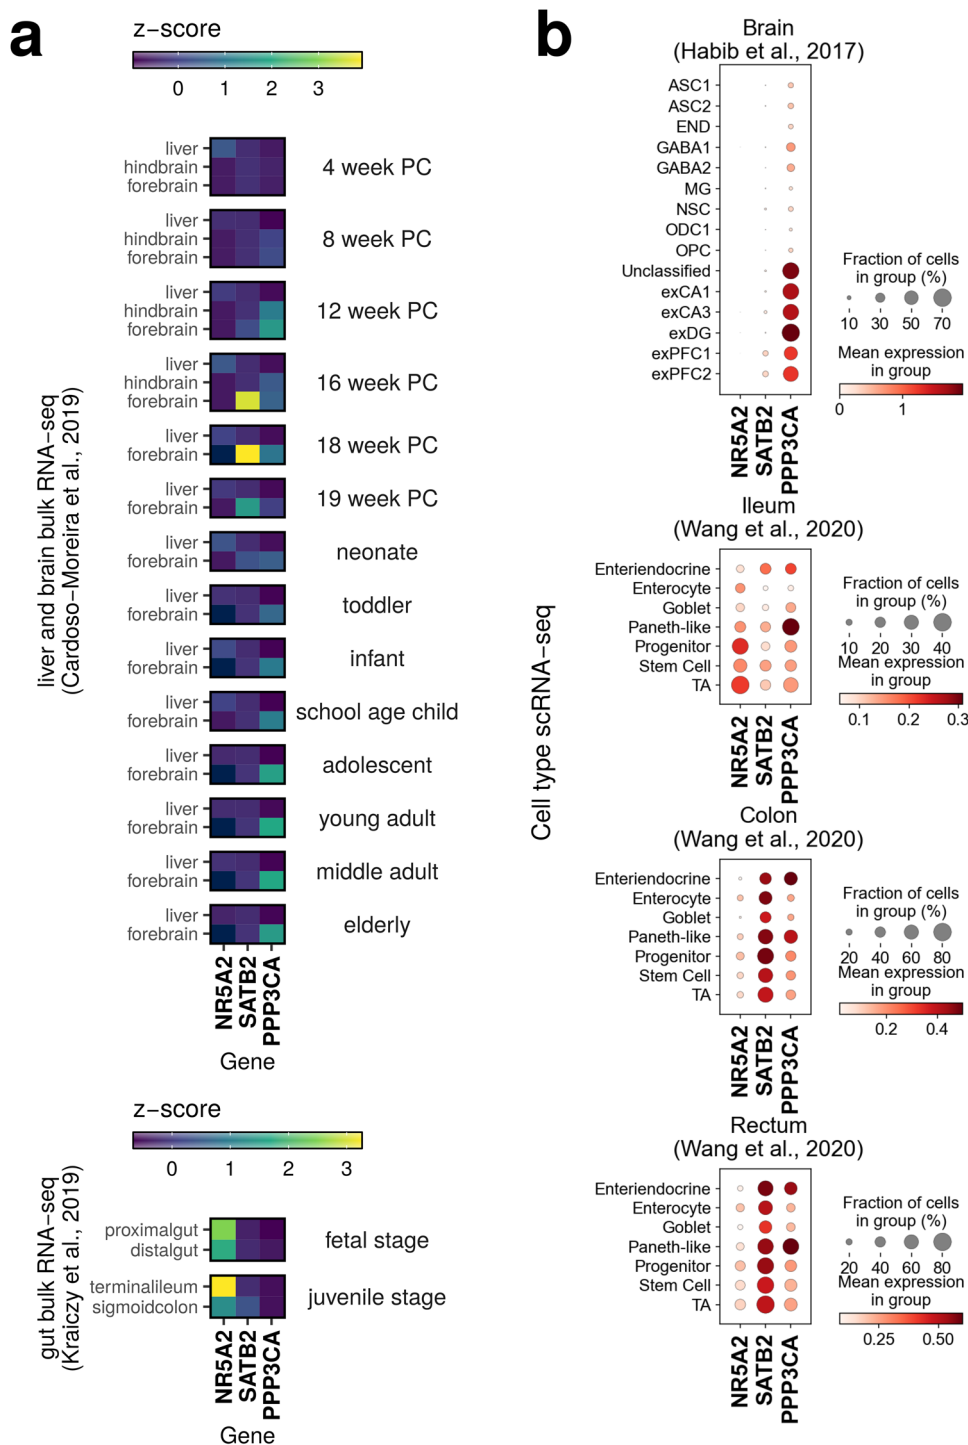 a
z−score
0 1 2 3
liver and brain bulk RNA−seq
(Cardoso−Moreira et al., 2019)
liver
hindbrain
forebrain
4 week PC
liver
hindbrain
forebrain
8 week PC
liver
hindbrain
forebrain
12 week PC
liver
hindbrain
forebrain
16 week PC
liver
forebrain
18 week PC
liver
forebrain
19 week PC
liver
forebrain
neonate
liver
forebrain
toddler
liver
forebrain
infant
liver
forebrain
school age child
liver
forebrain
adolescent
liver
forebrain
young adult
liver
forebrain
middle adult
liver
forebrain
elderly
NR5A2
SATB2
PPP3CA
Gene
z−score
0 1 2 3
gut bulk RNA−seq
(Kraiczy et al., 2019)
proximalgut
distalgut
fetal stage
terminalileum
sigmoidcolon
juvenile stage
NR5A2
SATB2
PPP3CA
Gene
b
Cell type scRNA−seq
Brain
(Habib et al., 2017)
ASC1
ASC2
END
GABA1
GABA2
MG
NSC
ODC1
OPC
Unclassified
exCA1
exCA3
exDG
exPFC1
exPFC2
NR5A2
SATB2
PPP3CA
Fraction of cells
in group (%)
10 30 50 70
Mean expression
in group
0 1
Ileum
(Wang et al., 2020)
Enteriendocrine
Enterocyte
Goblet
Paneth-like
Progenitor
Stem Cell
TA
NR5A2
SATB2
PPP3CA
Fraction of cells
in group (%)
10 20 30 40
Mean expression
in group
0.1 0.2 0.3
Colon
(Wang et al., 2020)
Enteriendocrine
Enterocyte
Goblet
Paneth-like
Progenitor
Stem Cell
TA
NR5A2
SATB2
PPP3CA
Fraction of cells
in group (%)
20 40 60 80
Mean expression
in group
0.2 0.4
Rectum
(Wang et al., 2020)
Enteriendocrine
Enterocyte
Goblet
Paneth-like
Progenitor
Stem Cell
TA
NR5A2
SATB2
PPP3CA
Fraction of cells
in group (%)
20 40 60 80
Mean expression
in group
0.25 0.50